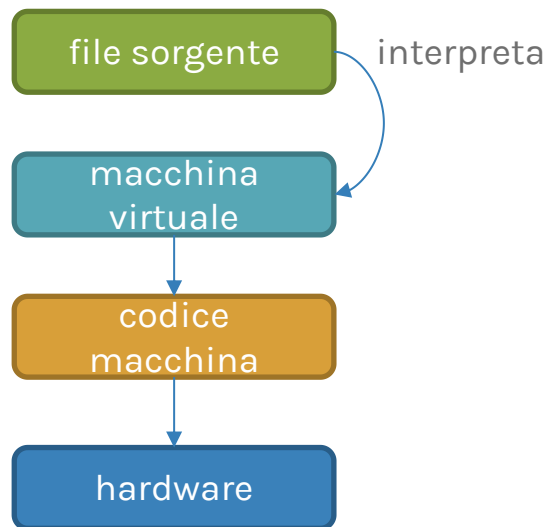 file sorgente
interpreta
macchina
virtuale
codice
macchina
hardware